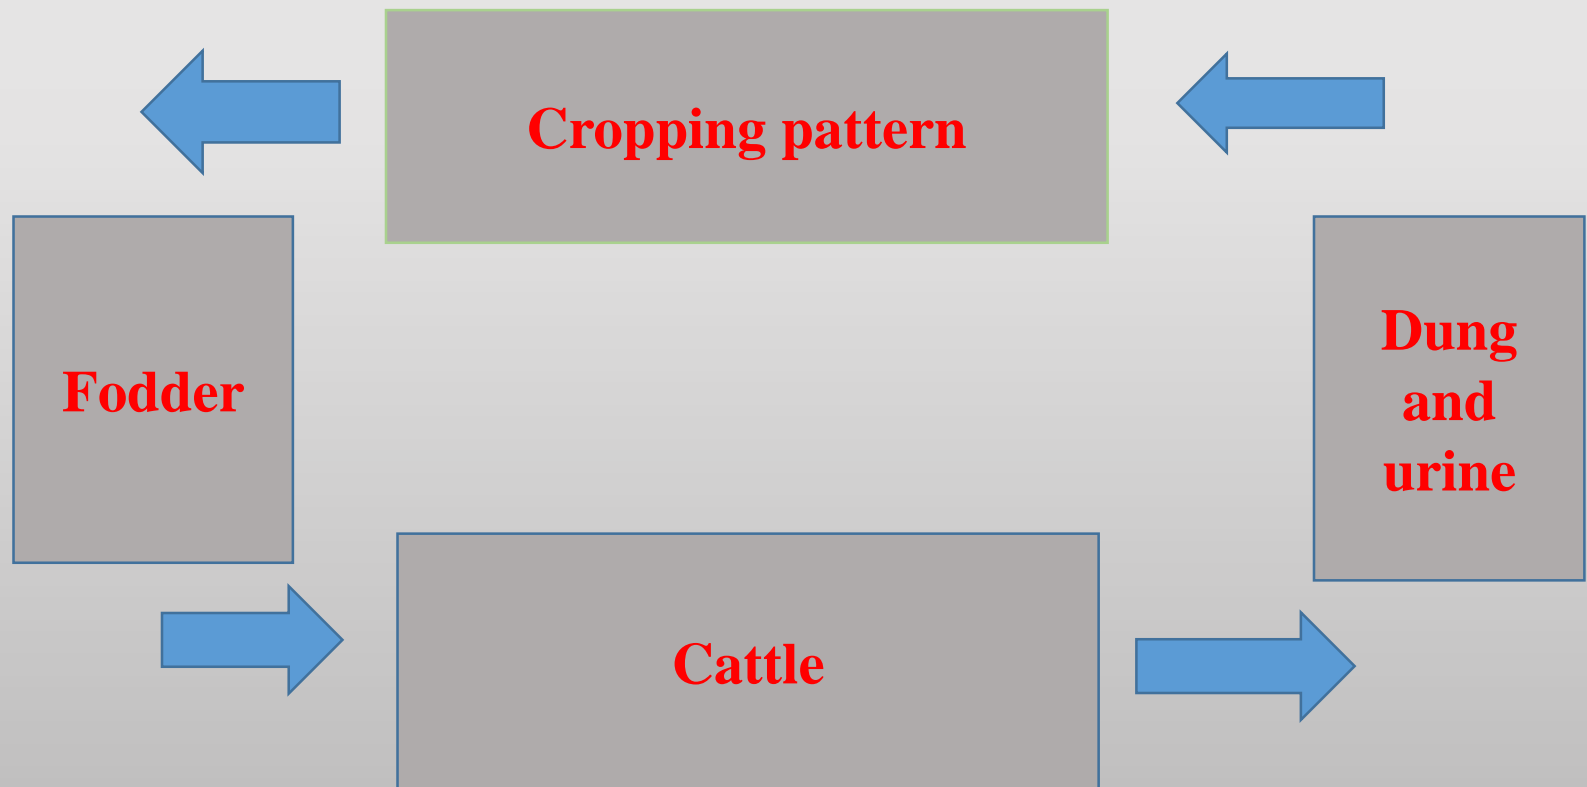 Cropping pattern
Fodder
Dung
and
urine
Cattle